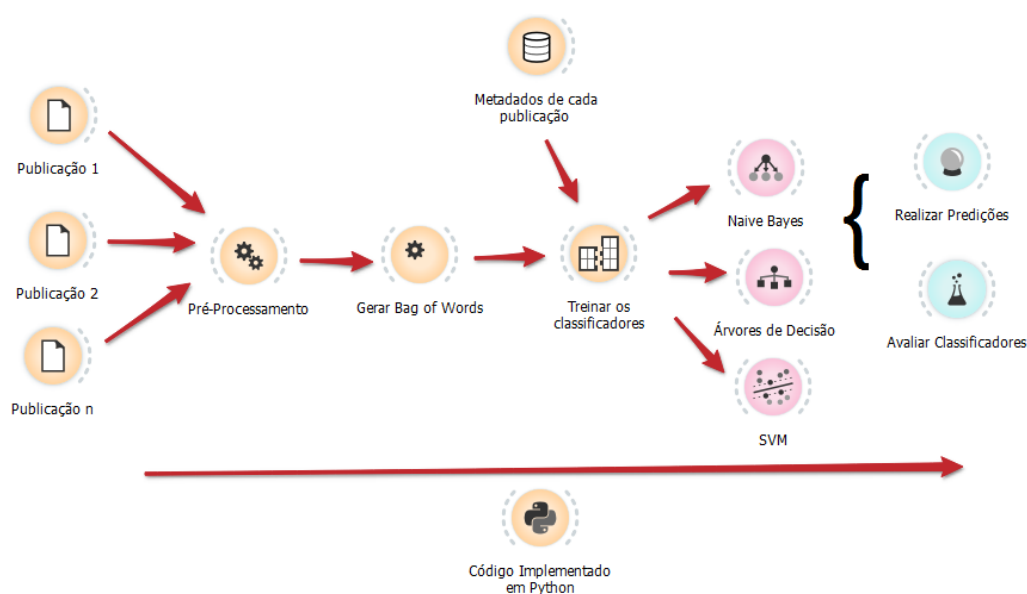 Metadados de cada
publicação
Publicação 1
Publicação 2
Publicação n
Pré-Processamento
Gerar Bag of Words
Treinar os
classificadores
Naive Bayes
Árvores de Decisão
SVM
{
Realizar Predições
Avaliar Classificadores
Código Implementado
em Python